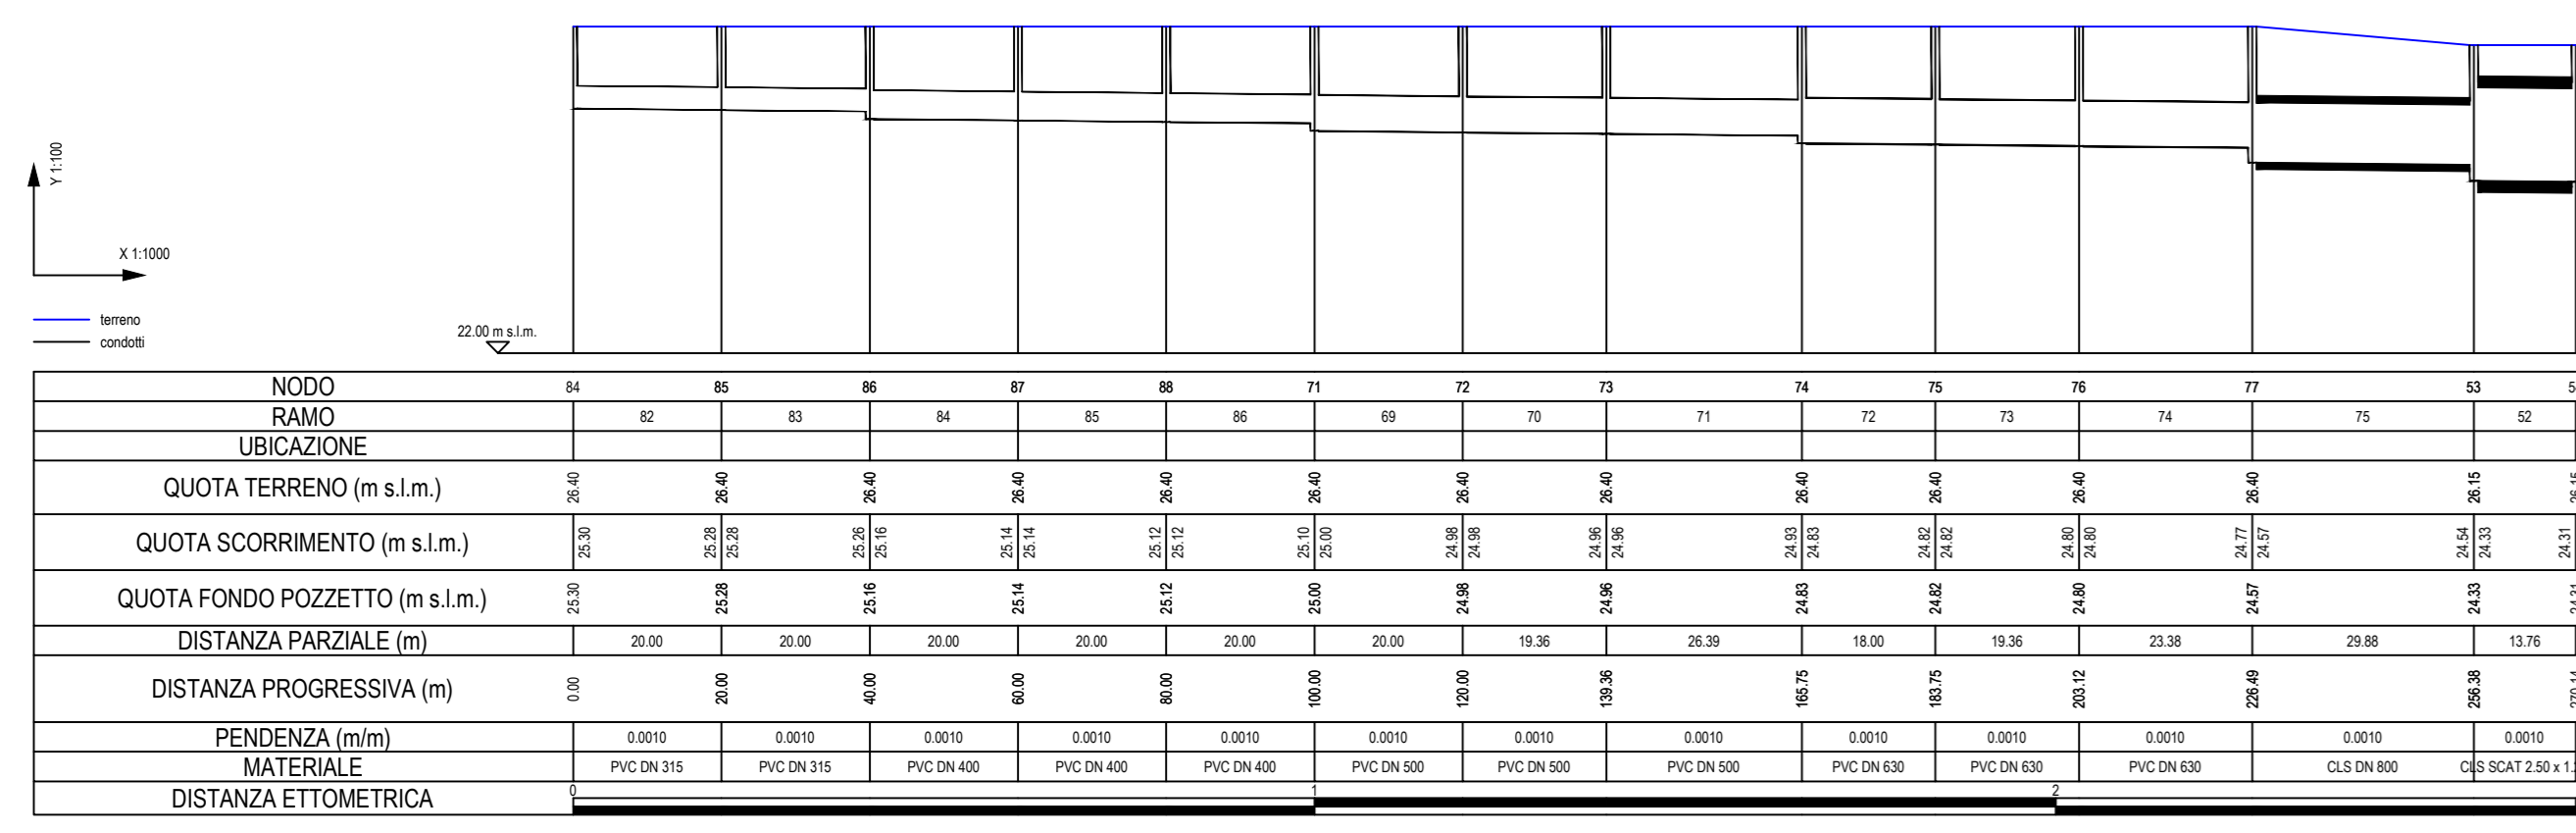 Y 1:100
X 1:1000
terreno
condotti
22.00 m s.l.m.
NODO 84 85 86 87 88 71 72 73 74 75 76 77 53
RAMO 82 83 84 85 86 69 70 71 72 73 74 75 52
UBICAZIONE
QUOTA TERRENO (m s.l.m.) 26.40 26.40 26.40 26.40 26.40 26.40 26.40 26.40 26.40 26.40 26.40 26.40 26.15
QUOTA SCORRIMENTO (m s.l.m.) 25.30 25.28 25.28 25.26 25.16 25.14 25.14 25.12 25.12 25.10 25.00 24.98 24.98 24.96 24.96 24.93 24.83 24.82 24.82 24.80 24.80 24.77 24.57 24.54 24.33 24.31
QUOTA FONDO POZZETTO (m s.l.m.) 25.30 25.28 25.16 25.14 25.12 25.00 24.98 24.96 24.83 24.82 24.80 24.57 24.33
DISTANZA PARZIALE (m) 20.00 20.00 20.00 20.00 20.00 20.00 19.36 26.39 18.00 19.36 23.38 29.88 13.76
DISTANZA PROGRESSIVA (m) 0.00 20.00 40.00 60.00 80.00 100.00 120.00 139.36 165.75 183.75 203.12 226.49 256.38
PENDENZA (m/m) 0.0010 0.0010 0.0010 0.0010 0.0010 0.0010 0.0010 0.0010 0.0010 0.0010 0.0010 0.0010 0.0010
MATERIALE PVC DN 315 PVC DN 315 PVC DN 400 PVC DN 400 PVC DN 400 PVC DN 500 PVC DN 500 PVC DN 500 PVC DN 630 PVC DN 630 PVC DN 630 CLS DN 800 CLS SCAT 2.50 x
DISTANZA ETTOMETRICA 0 1 2